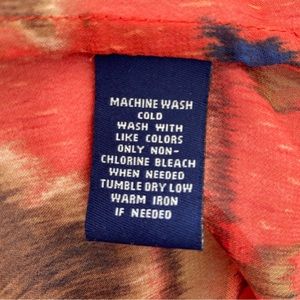 MACHINE WASH
COLD
WASH WITH
LIKE COLORS
ONLY NON-
CHLORINE BLEACH
WHEN NEEDED
TUMBLE DRY LOW
WARM IRON
IF NEEDED